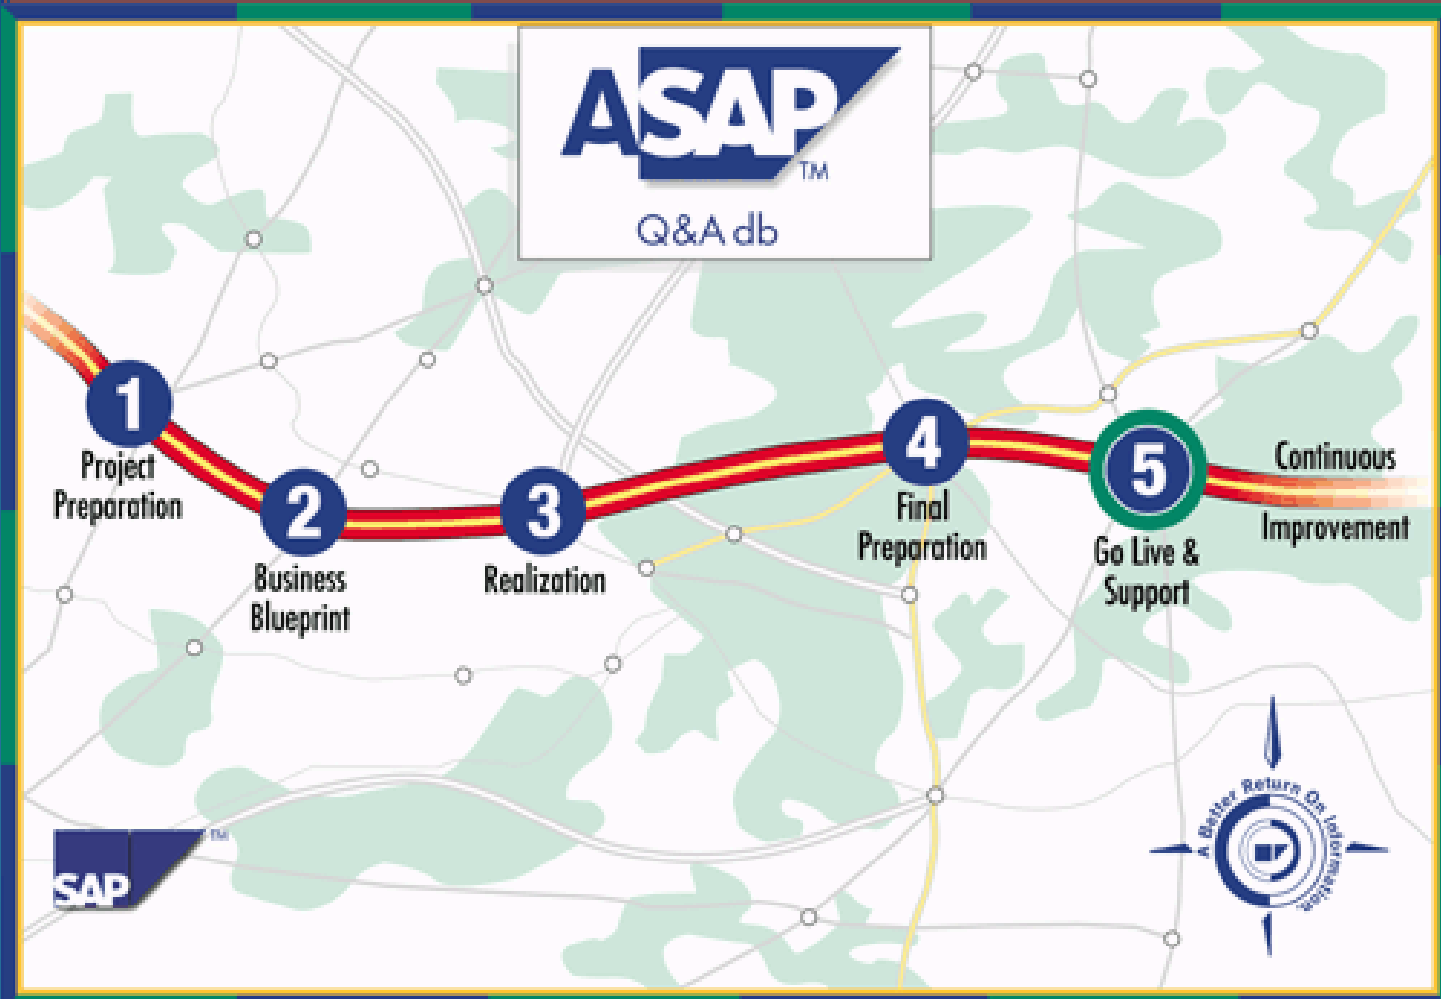 ASAP
TM
Q&A db
1
Project
Preparation
2
Business
Blueprint
3
Realization
4
Final
Preparation
5
Go Live &
Support
Continuous
Improvement
SAP
TM
A Better Return On Information